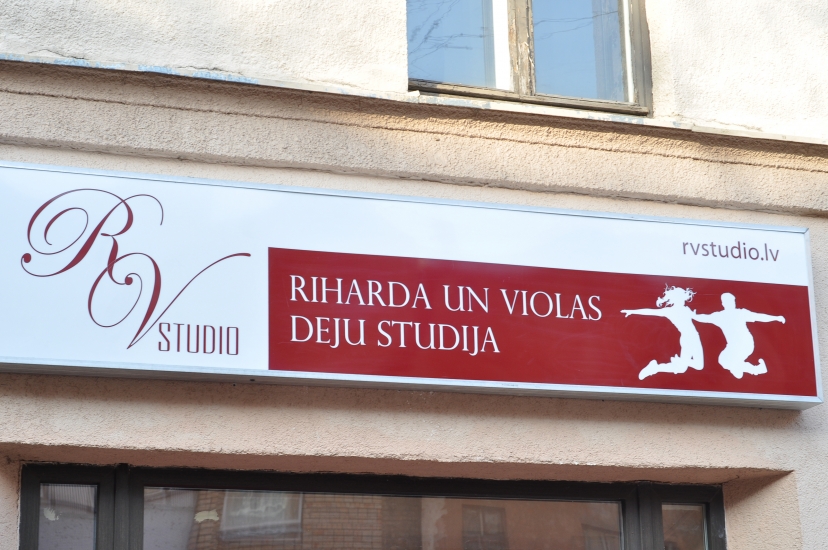 RV STUDIO
rvstudio.lv
RIHARDA UN VIOLAS
DEJU STUDIJA